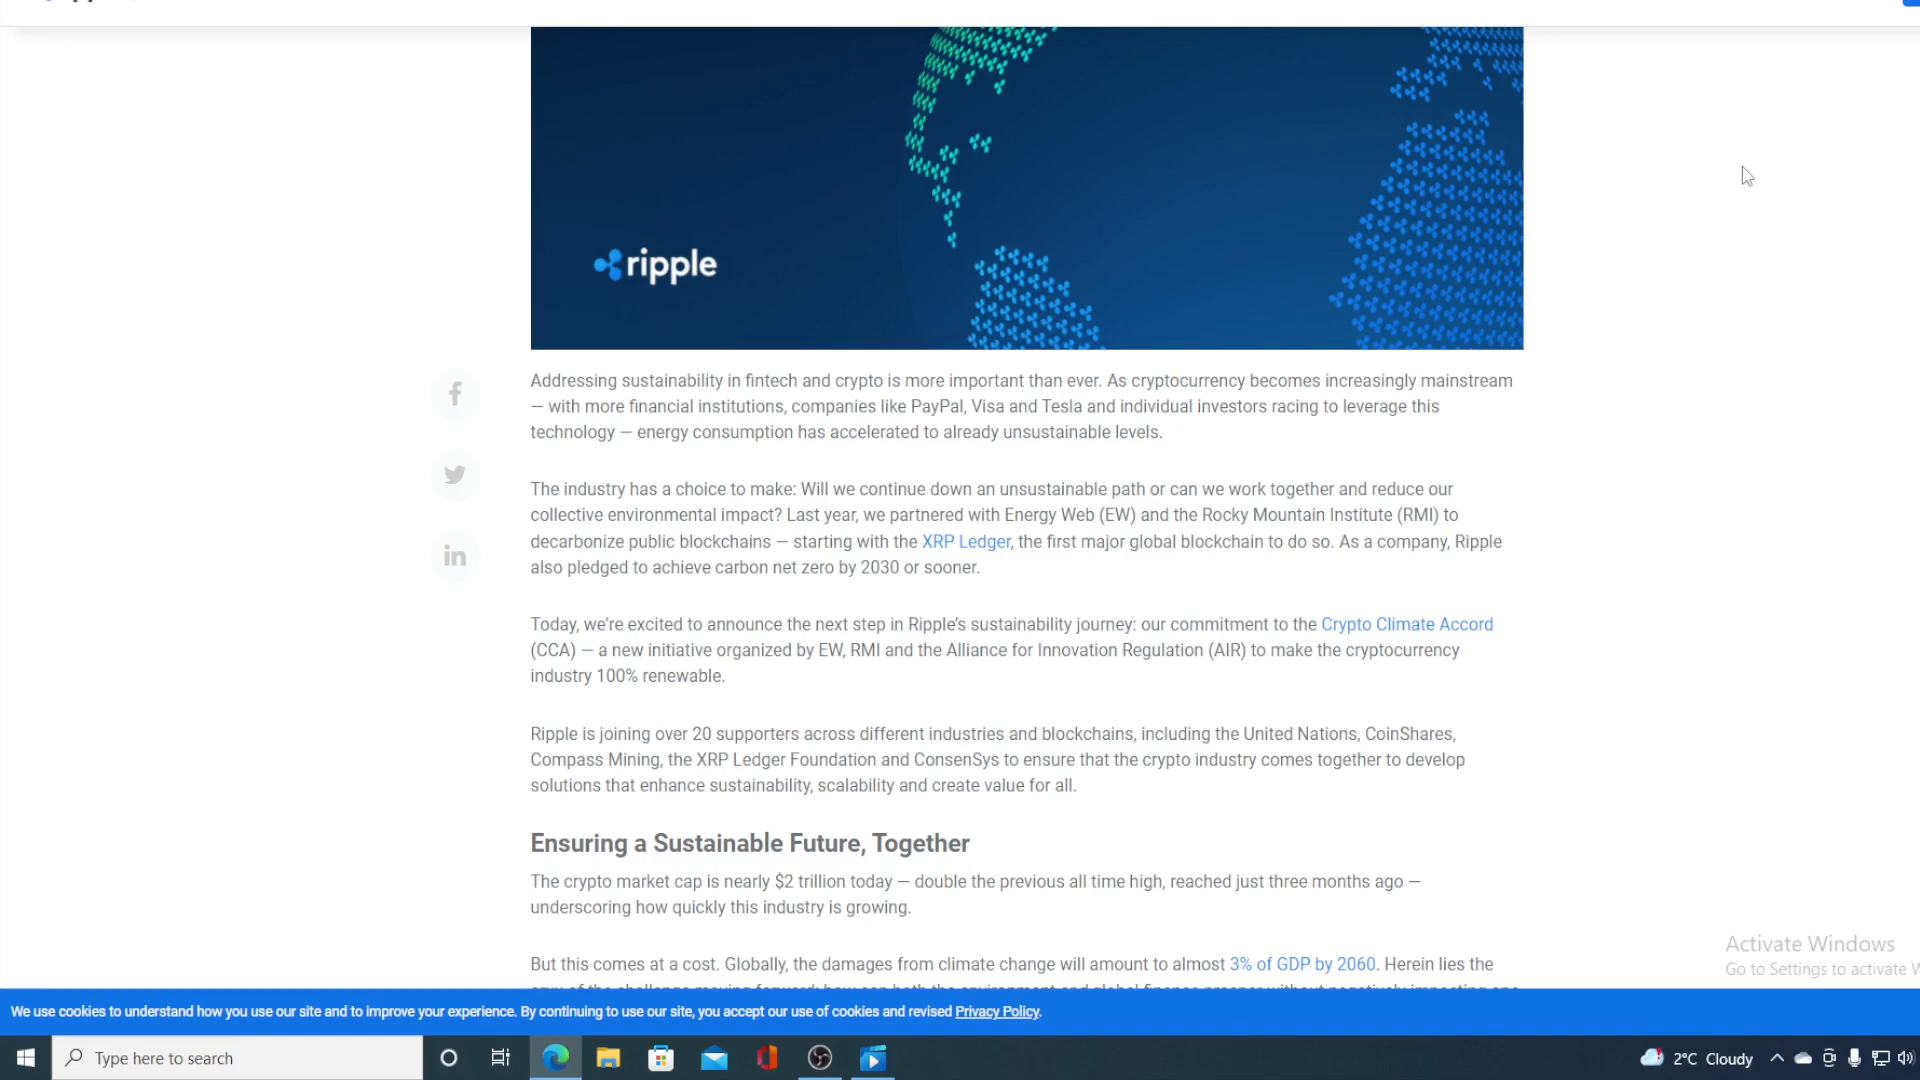 ripple
Addressing sustainability in fintech and crypto is more important than ever. As cryptocurrency becomes increasingly mainstream
— with more financial institutions, companies like PayPal, Visa and Tesla and individual investors racing to leverage this
technology — energy consumption has accelerated to already unsustainable levels.
The industry has a choice to make: Will we continue down an unsustainable path or can we work together and reduce our
collective environmental impact? Last year, we partnered with Energy Web (EW) and the Rocky Mountain Institute (RMI) to
decarbonize public blockchains — starting with the XRP Ledger, the first major global blockchain to do so. As a company, Ripple
also pledged to achieve carbon net zero by 2030 or sooner.
Today, we're excited to announce the next step in Ripple's sustainability journey: our commitment to the Crypto Climate Accord
(CCA) — a new initiative organized by EW, RMI and the Alliance for Innovation Regulation (AIR) to make the cryptocurrency
industry 100% renewable.
Ripple is joining over 20 supporters across different industries and blockchains, including the United Nations, CoinShares,
Compass Mining, the XRP Ledger Foundation and ConsenSys to ensure that the crypto industry comes together to develop
solutions that enhance sustainability, scalability and create value for all.
Ensuring a Sustainable Future, Together
The crypto market cap is nearly $2 trillion today — double the previous all time high, reached just three months ago —
underscoring how quickly this industry is growing.
But this comes at a cost. Globally, the damages from climate change will amount to almost 3% of GDP by 2060. Herein lies the
Activate Windows
Go to Settings to activate W
We use cookies to understand how you use our site and to improve your experience. By continuing to use our site, you accept our use of cookies and revised Privacy Policy.
Type here to search
2°C Cloudy